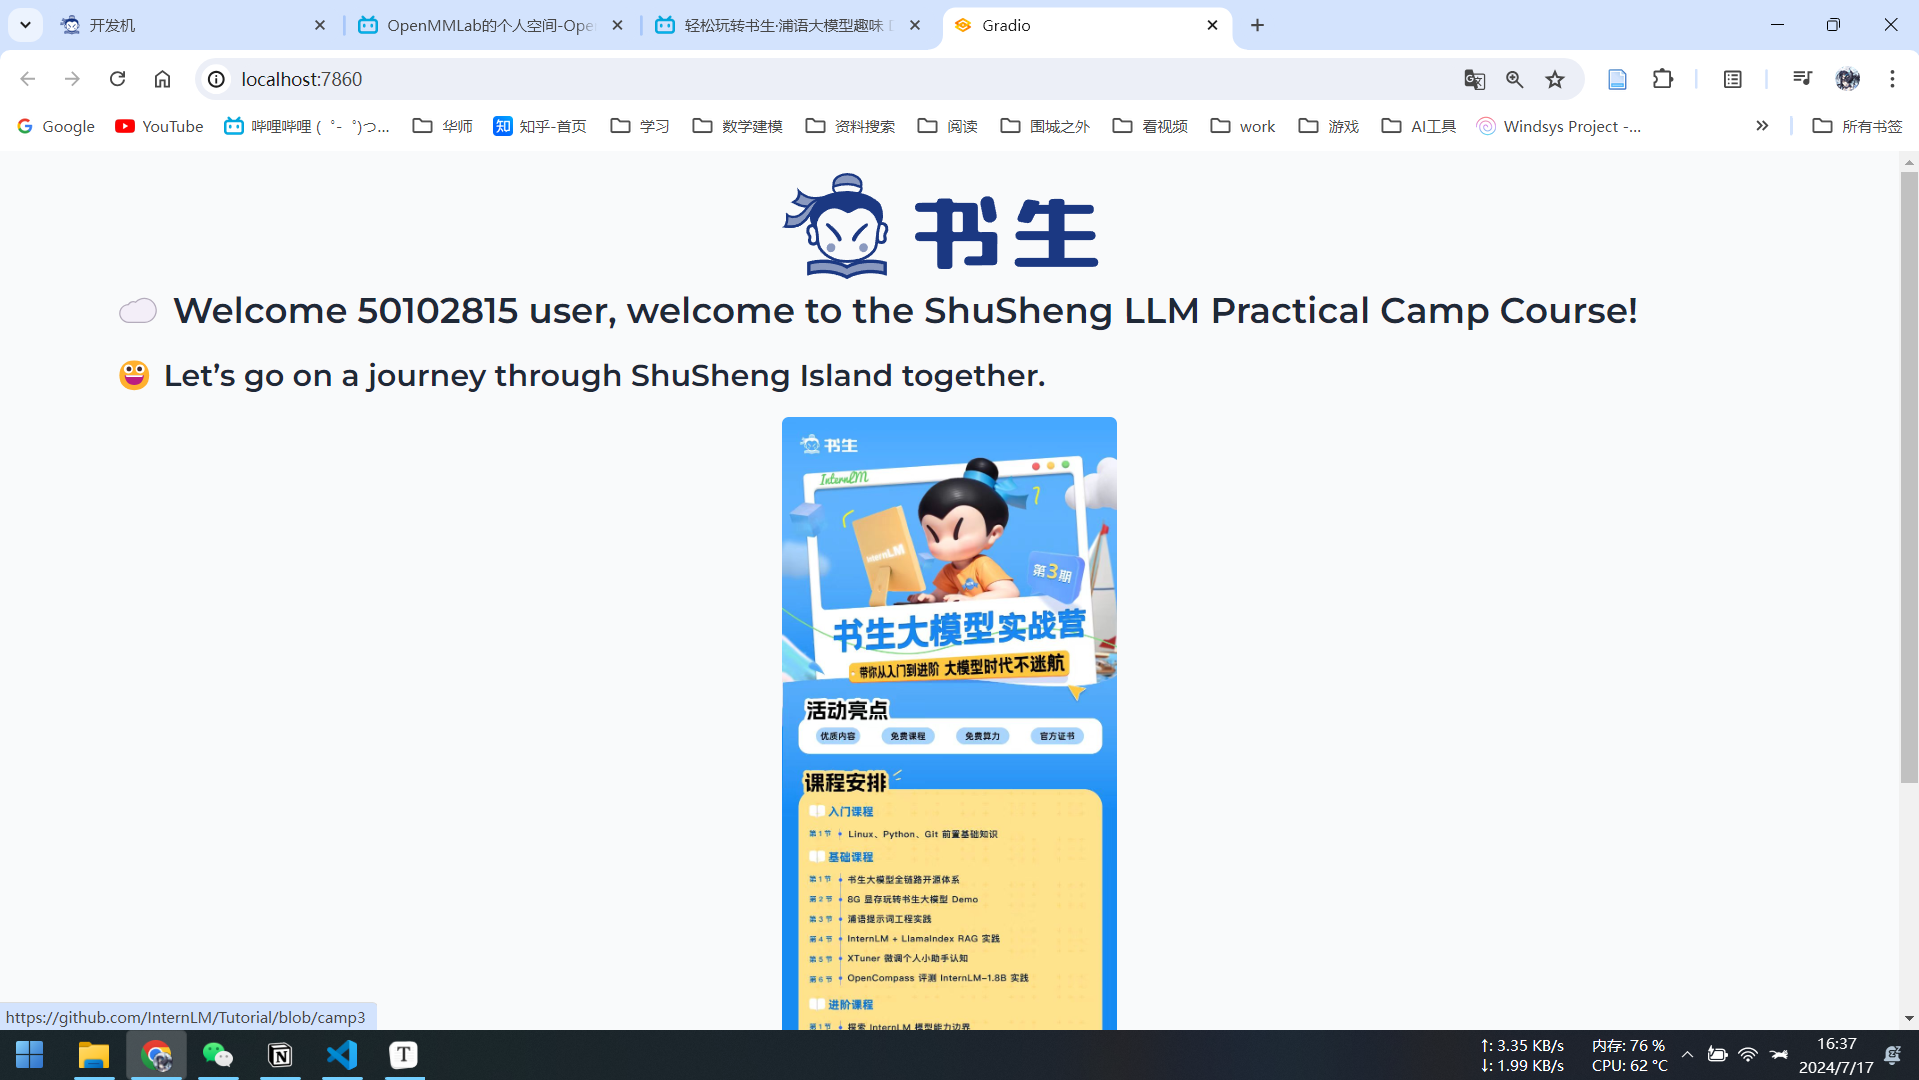 开发机
OpenMMLab的个人空间-Ope
轻松玩转书生·浦语大模型趣味
Gradio
localhost:7860
Google
YouTube
哔哩哔哩 (゜-゜)つ...
华师
知 知乎-首页
学习
数学建模
资料搜索
阅读
围城之外
看视频
work
游戏
AI工具
Windsys Project -...
所有书签
书生
Welcome 50102815 user, welcome to the ShuSheng LLM Practical Camp Course!
Let’s go on a journey through ShuSheng Island together.
书生
InternLM
InternLM
第3期
书生大模型实战营
带你从入门到进阶 大模型时代不迷航
活动亮点
优质内容 免费课程 免费算力 官方证书
课程安排
入门课程
第1节 Linux、Python、Git 前置基础知识
基础课程
第1节 书生大模型全链路开源体系
第2节 8G 显存玩转书生大模型 Demo
第3节 浦语提示词工程实践
第4节 InternLM + LlamaIndex RAG 实践
第5节 XTuner 微调个人小助手认知
第6节 OpenCompass 评测 InternLM-1.8B 实践
进阶课程
第1节 探索 InternLM 模型能力边界
https://github.com/InternLM/Tutorial/blob/camp3
↑: 3.35 KB/s
↓: 1.99 KB/s
内存: 76 %
CPU: 62 °C
16:37
2024/7/17